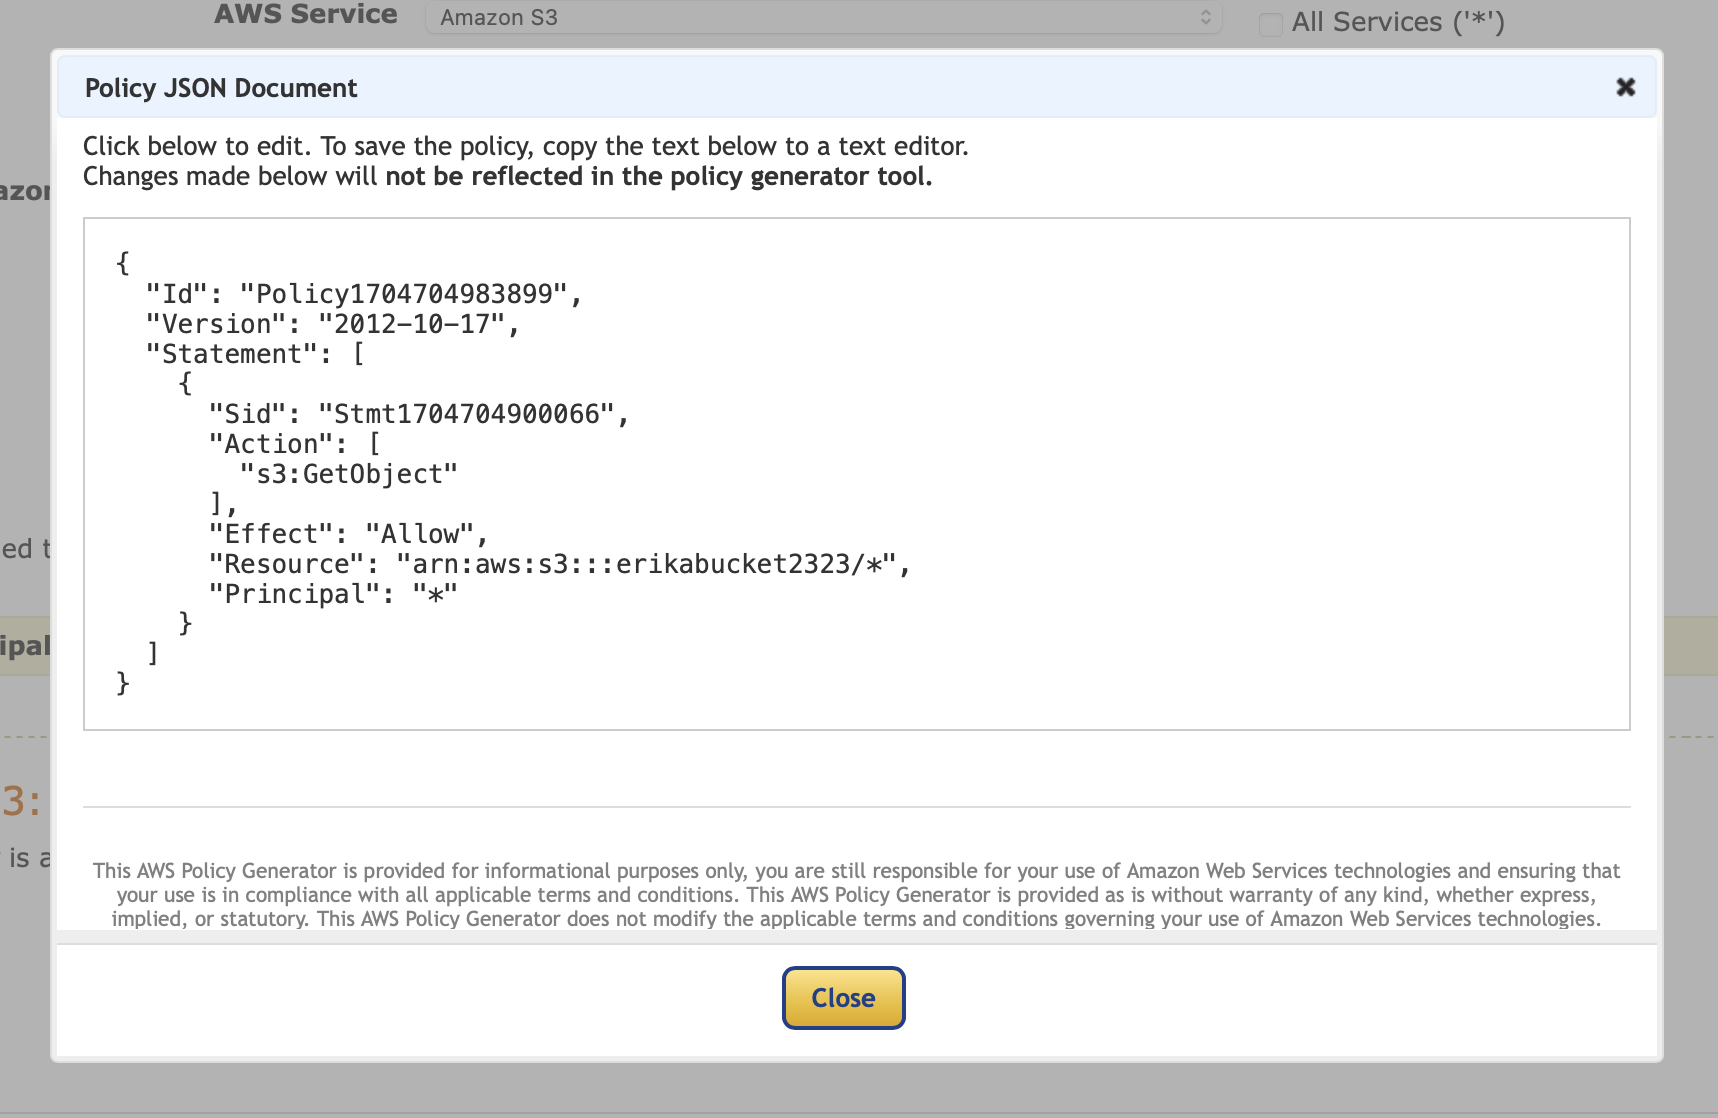 AWS Service
Amazon S3
All Services ('*')
Policy JSON Document
Click below to edit. To save the policy, copy the text below to a text editor.
Changes made below will not be reflected in the policy generator tool.
{
  "Id": "Policy1704704983899",
  "Version": "2012-10-17",
  "Statement": [
    {
      "Sid": "Stmt1704704900066",
      "Action": [
        "s3:GetObject"
      ],
      "Effect": "Allow",
      "Resource": "arn:aws:s3:::erikabucket2323/*",
      "Principal": "*"
    }
  ]
}
3:
is a
This AWS Policy Generator is provided for informational purposes only, you are still responsible for your use of Amazon Web Services technologies and ensuring that
your use is in compliance with all applicable terms and conditions. This AWS Policy Generator is provided as is without warranty of any kind, whether express,
implied, or statutory. This AWS Policy Generator does not modify the applicable terms and conditions governing your use of Amazon Web Services technologies.
Close